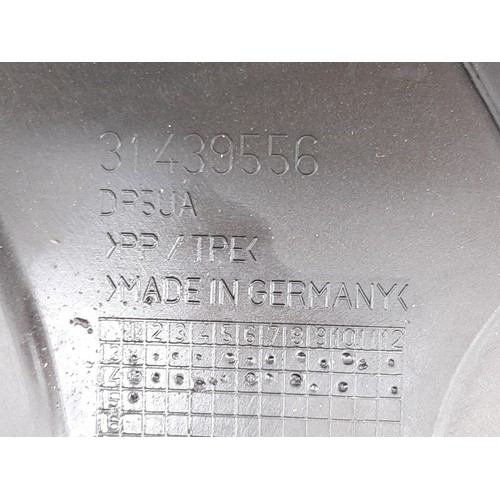 31439556
DP5UA
>PP/TPE<
>MADE IN GERMANY<
1 2 3 4 5 6 7 8 9 10 11 12